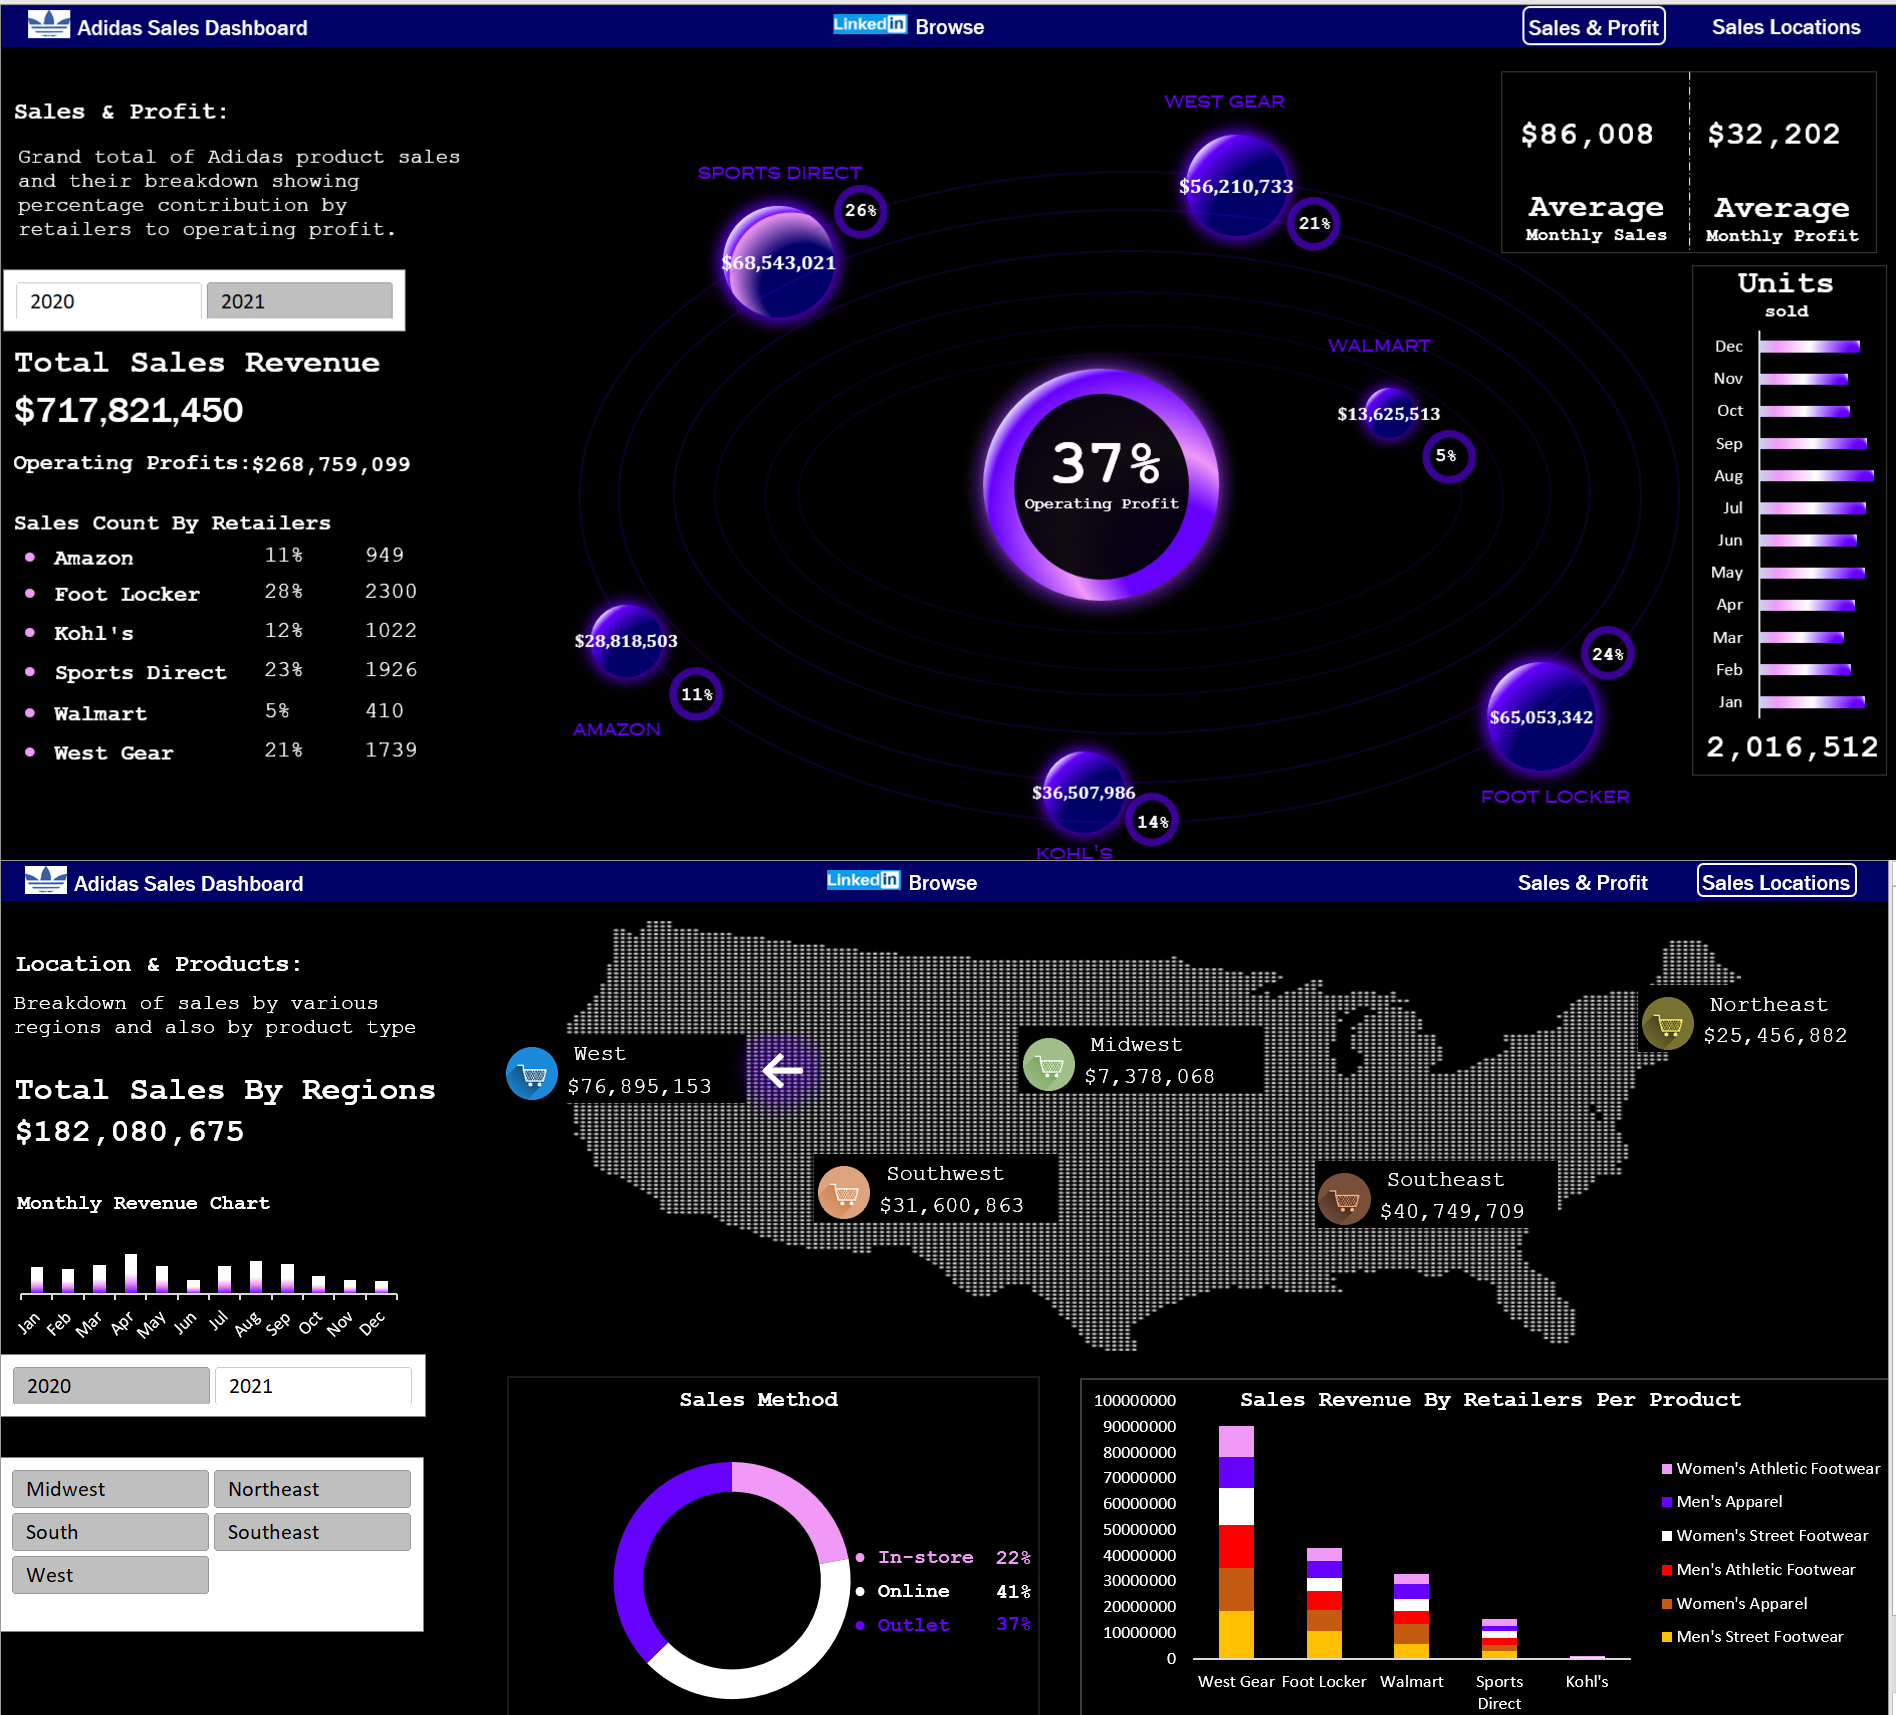 Adidas Sales Dashboard
LinkedIn Browse
Sales & Profit
Sales Locations
Sales & Profit:
Grand total of Adidas product sales
and their breakdown showing
percentage contribution by
retailers to operating profit.
2020
2021
Total Sales Revenue
$717,821,450
Operating Profits:$268,759,099
Sales Count By Retailers
Amazon 11% 949
Foot Locker 28% 2300
Kohl's 12% 1022
Sports Direct 23% 1926
Walmart 5% 410
West Gear 21% 1739
WEST GEAR
$56,210,733
21%
SPORTS DIRECT
26%
$68,543,021
WALMART
$13,625,513
5%
37%
Operating Profit
$28,818,503
11%
AMAZON
24%
$65,053,342
FOOT LOCKER
$36,507,986
14%
KOHL'S
$86,008
Average
Monthly Sales
$32,202
Average
Monthly Profit
Units
sold
Dec
Nov
Oct
Sep
Aug
Jul
Jun
May
Apr
Mar
Feb
Jan
2,016,512
Adidas Sales Dashboard
LinkedIn Browse
Sales & Profit
Sales Locations
Location & Products:
Breakdown of sales by various
regions and also by product type
Total Sales By Regions
$182,080,675
Monthly Revenue Chart
Jan Feb Mar Apr May Jun Jul Aug Sep Oct Nov Dec
2020
2021
Midwest
Northeast
South
Southeast
West
West
$76,895,153
Midwest
$7,378,068
Northeast
$25,456,882
Southwest
$31,600,863
Southeast
$40,749,709
Sales Method
In-store 22%
Online 41%
Outlet 37%
Sales Revenue By Retailers Per Product
100000000
90000000
80000000
70000000
60000000
50000000
40000000
30000000
20000000
10000000
0
West Gear
Foot Locker
Walmart
Sports
Direct
Kohl's
Women's Athletic Footwear
Men's Apparel
Women's Street Footwear
Men's Athletic Footwear
Women's Apparel
Men's Street Footwear